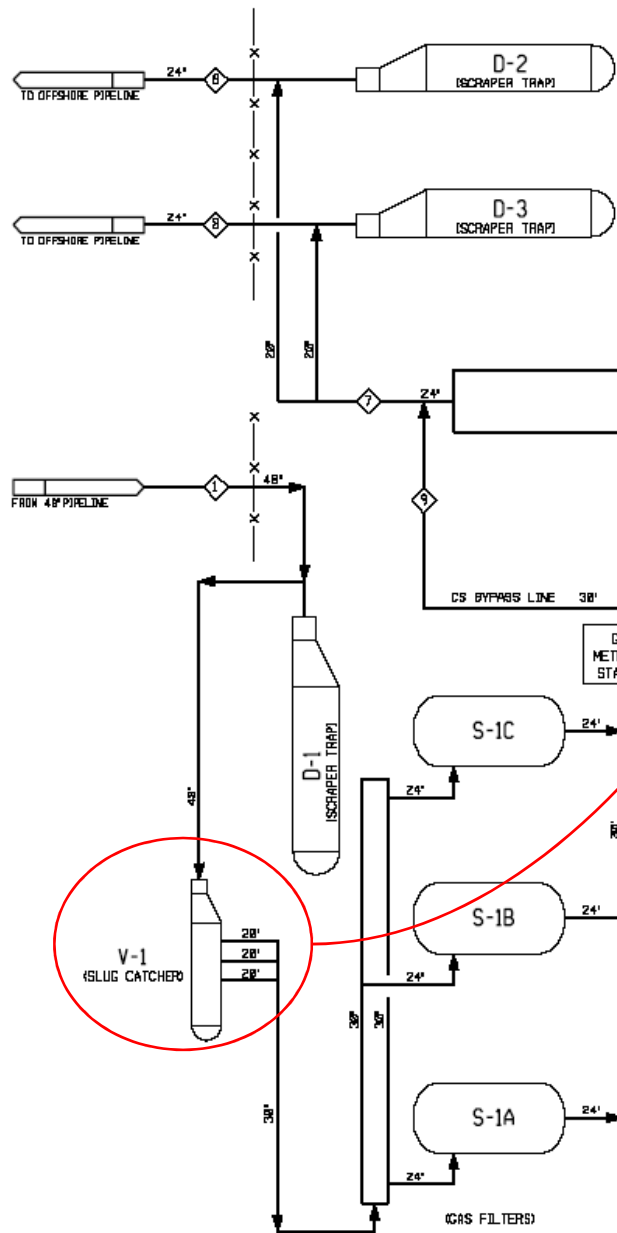 24"
6
D-2
(SCRAPER TRAP)
TO OFFSHORE PIPELINE
24"
8
D-3
(SCRAPER TRAP)
TO OFFSHORE PIPELINE
20"
20"
7
24"
1
48"
FROM 48" PIPELINE
9
CS BYPASS LINE 30'
S-1C
24'
D-1
(SCRAPER TRAP)
24"
48"
V-1
(SLUG CATCHER)
20'
20'
20'
S-1B
24'
24"
30"
30"
30"
S-1A
24'
24"
(GAS FILTERS)